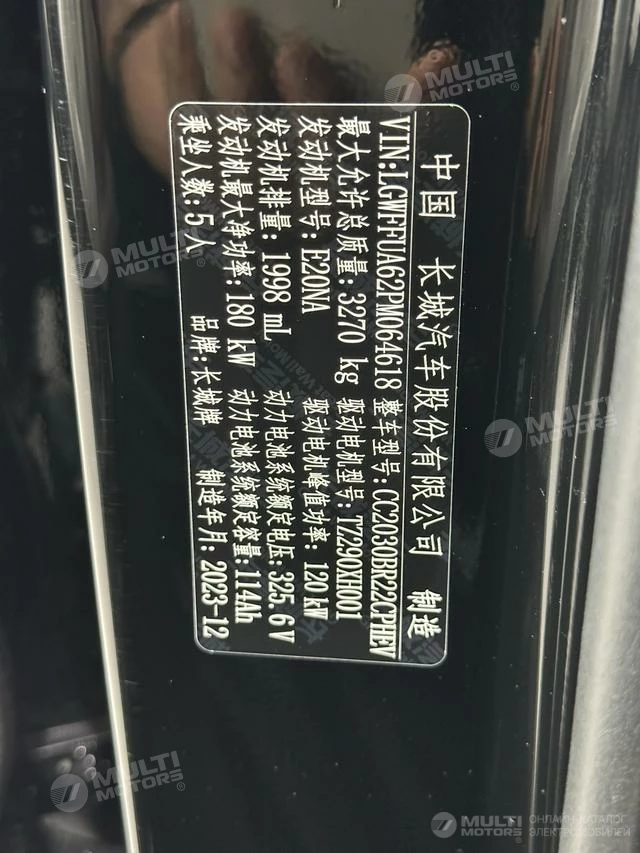 中国 长城汽车股份有限公司 制造
VIN:LGWFFUA62PM064618 整车型号:CC2030BR22CPHEV
最大允许总质量:3270 kg 驱动电机型号:TZ290XH001
发动机型号:E20NA 驱动电机峰值功率:120kW
发动机排量:1998 mL 动力电池系统额定电压:325.6V
发动机最大净功率:180 kW 动力电池系统额定容量:114Ah
乘坐人数:5人 品牌:长城牌 制造年月:2023-12
MULTI
MOTORS
MULTI
MOTORS
MULTI
MOTORS
MULTI
MOTORS
MULTI
MOTORS
ОНЛАЙН-КАТАЛОГ
ЭЛЕКТРОМОБИЛЕЙ